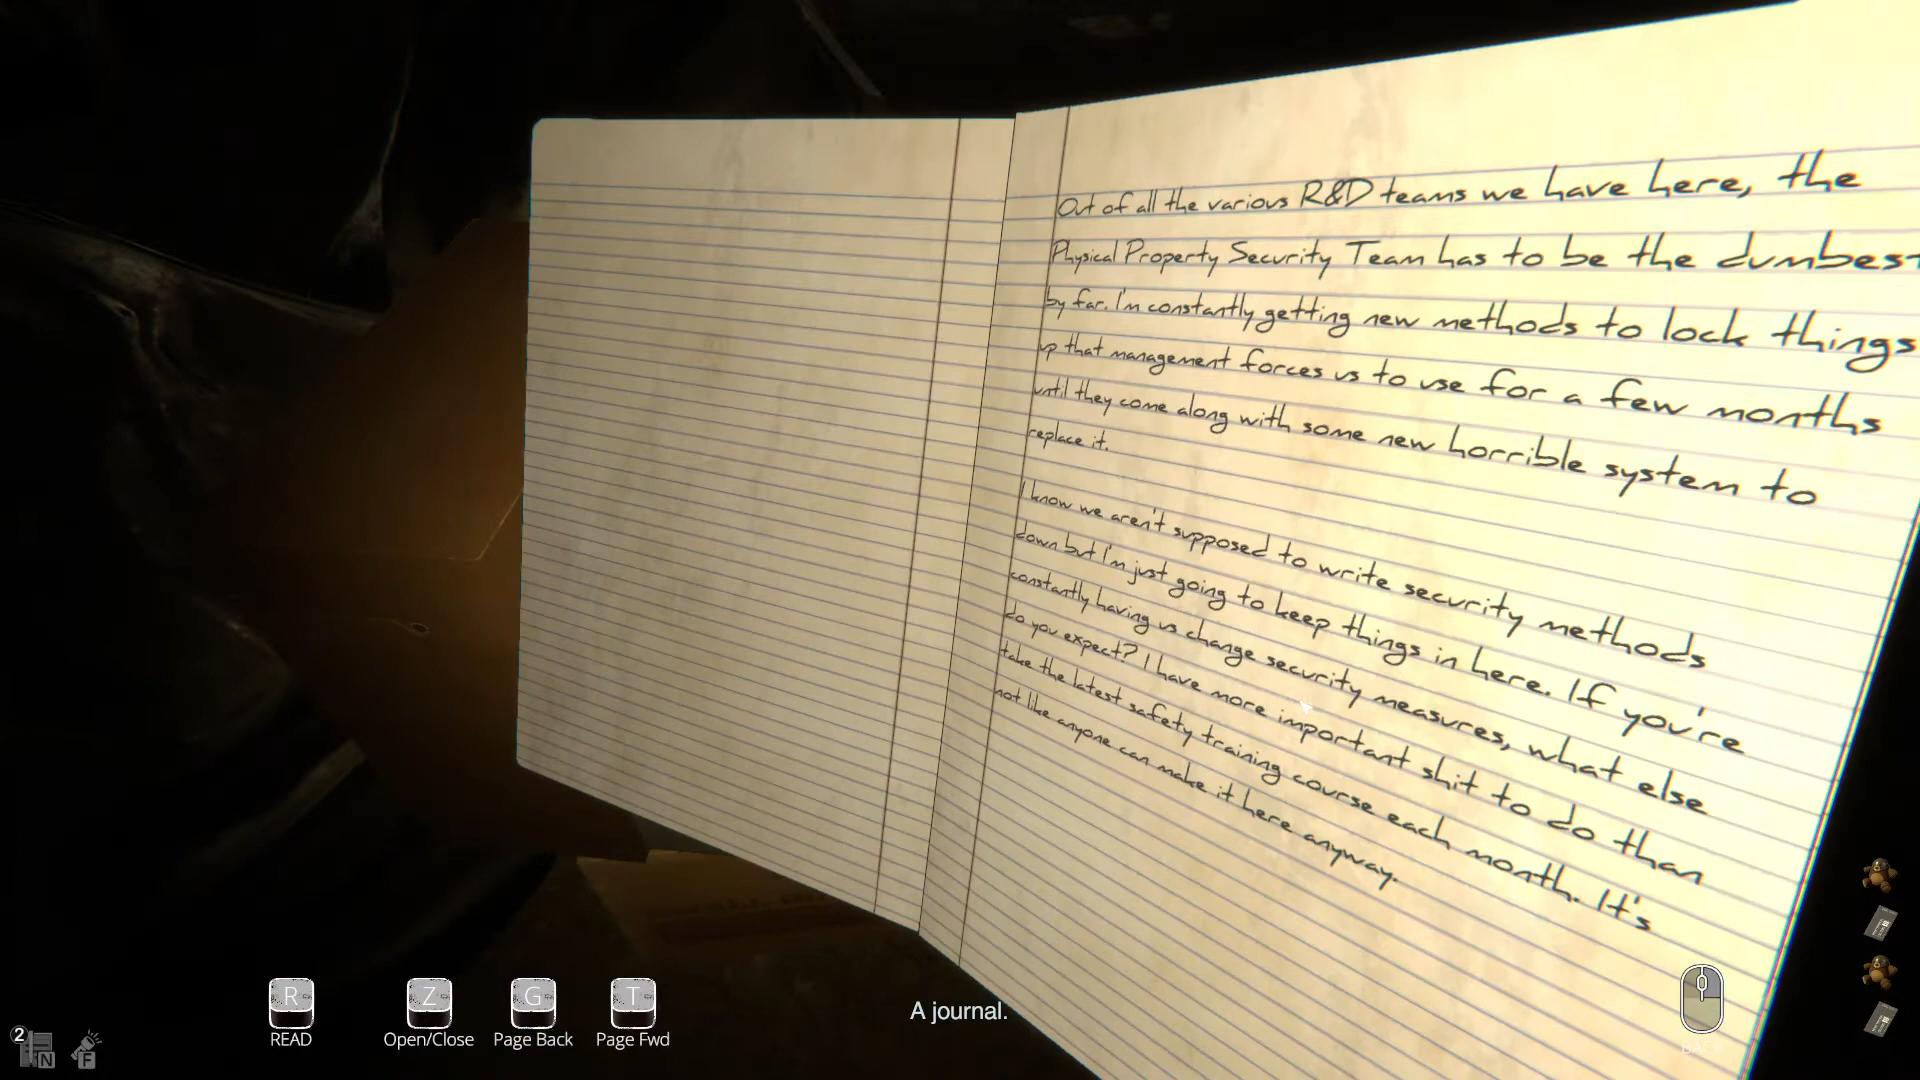 Out of all the various R&D teams we have here, the
Physical Property Security Team has to be the dumbest
by far. I'm constantly getting new methods to lock things
up that management forces us to use for a few months
until they come along with some new horrible system to
replace it.
I know we aren't supposed to write security methods
down but I'm just going to keep things in here. If you're
constantly having us change security measures, what else
do you expect? I have more important shit to do than
take the latest safety training course each month. It's
not like anyone can make it here anyway.
A journal.
R
Z
G
T
READ
Open/Close
Page Back
Page Fwd
BACK
2
N
F